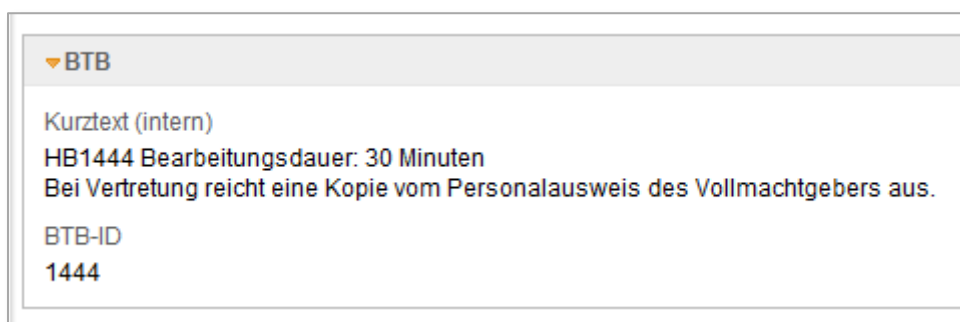 BTB
Kurztext (intern)
HB1444 Bearbeitungsdauer: 30 Minuten
Bei Vertretung reicht eine Kopie vom Personalausweis des Vollmachtgebers aus.
BTB-ID
1444